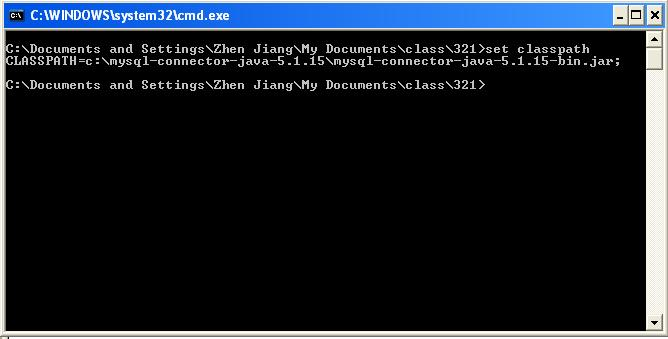 C:\WINDOWS\system32\cmd.exe
C:\Documents and Settings\Zhen Jiang\My Documents\class\321>set classpath
CLASSPATH=c:\mysql-connector-java-5.1.15\mysql-connector-java-5.1.15-bin.jar;
C:\Documents and Settings\Zhen Jiang\My Documents\class\321>